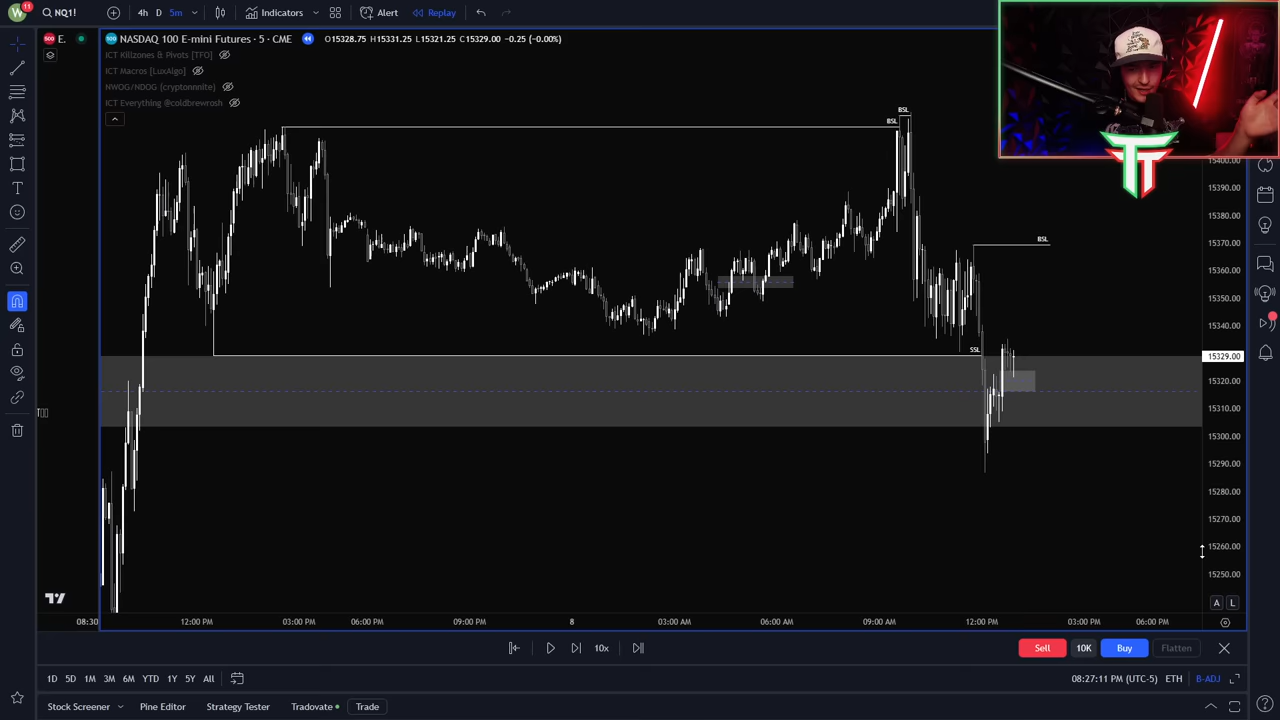 W 11 NQ1! 4h D 5m Indicators Alert Replay
500 E. 100 NASDAQ 100 E-mini Futures · 5 · CME O15328.75 H15331.25 L15321.25 C15329.00 −0.25 (−0.00%)
ICT Killzones & Pivots [TFO]
ICT Macros [LuxAlgo]
NWOG/NDOG (cryptonnnite)
ICT Everything @coldbrewrosh
BSL
BSL
BSL
SSL
TT
15400.00
15390.00
15380.00
15370.00
15360.00
15350.00
15340.00
15329.00
15320.00
15310.00
15300.00
15290.00
15280.00
15270.00
15260.00
15250.00
A L
08:30 12:00 PM 03:00 PM 06:00 PM 09:00 PM 8 03:00 AM 06:00 AM 09:00 AM 12:00 PM 03:00 PM 06:00 PM
10x Sell 10K Buy Flatten
1D 5D 1M 3M 6M YTD 1Y 5Y All 08:27:11 PM (UTC-5) ETH B-ADJ
Stock Screener Pine Editor Strategy Tester Tradovate Trade